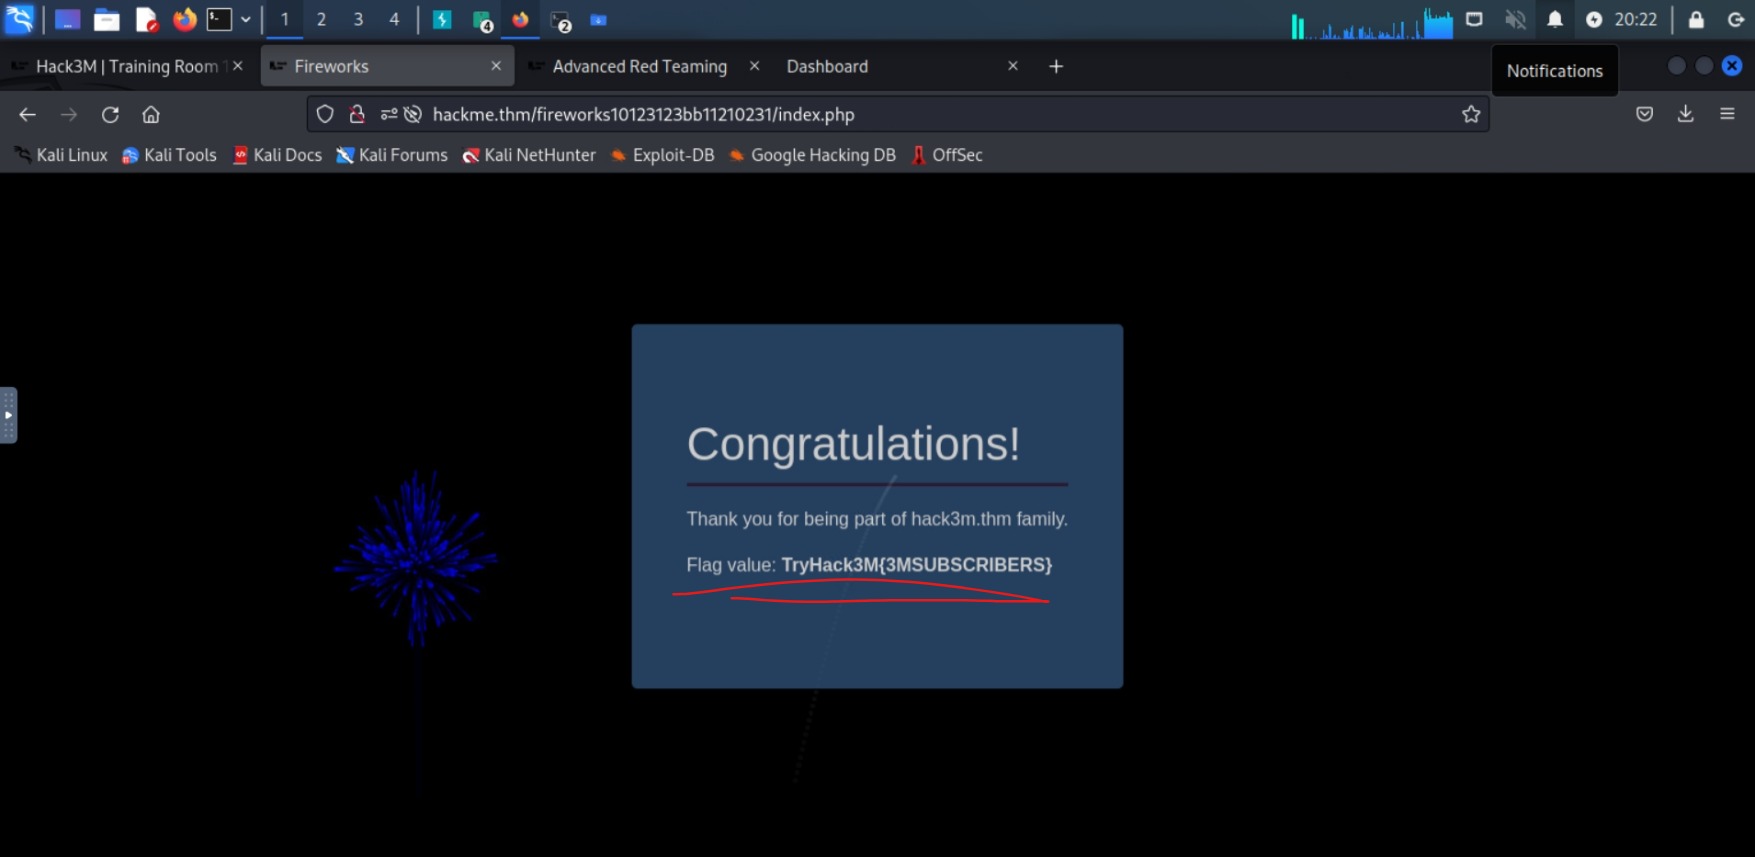 1 2 3 4 4 2 20:22
Hack3M | Training Room Fireworks Advanced Red Teaming Dashboard
Notifications
hackme.thm/fireworks10123123bb11210231/index.php
Kali Linux Kali Tools Kali Docs Kali Forums Kali NetHunter Exploit-DB Google Hacking DB OffSec
Congratulations!
Thank you for being part of hack3m.thm family.
Flag value: TryHack3M{3MSUBSCRIBERS}